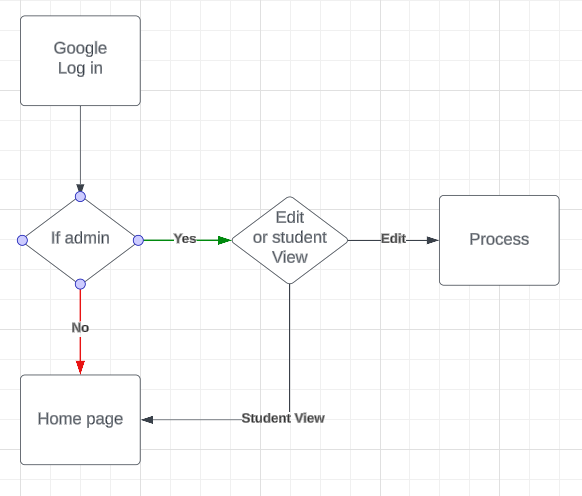 Google
Log in
If admin
Yes
Edit
or student
View
Edit
Process
No
Home page
Student View